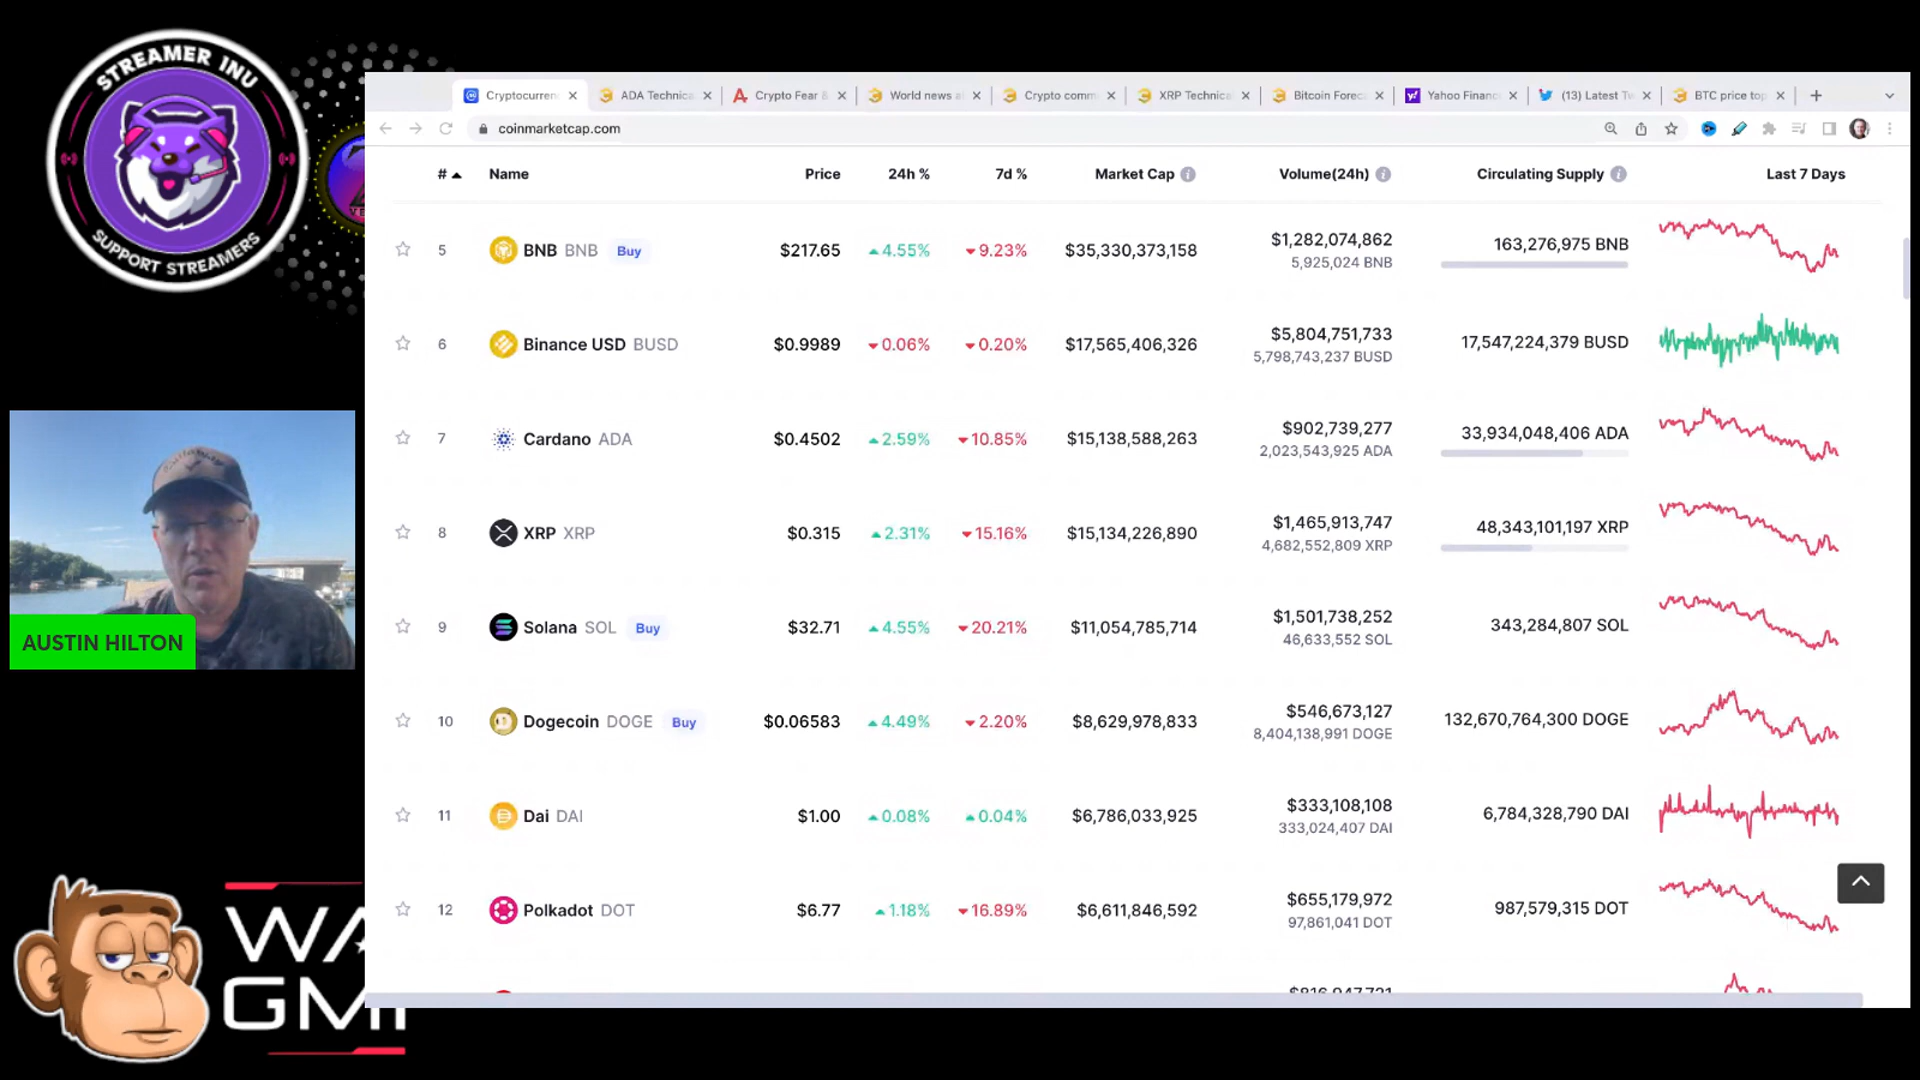 STREAMER INU
SUPPORT STREAMERS
Cryptocurren
ADA Technica
Crypto Fear &
World news a
Crypto comm
XRP Technica
Bitcoin Forec
Yahoo Financ
(13) Latest Tw
BTC price top
coinmarketcap.com
# Name Price 24h % 7d % Market Cap Volume(24h) Circulating Supply Last 7 Days
5 BNB BNB Buy $217.65 4.55% 9.23% $35,330,373,158 $1,282,074,862 163,276,975 BNB
5,925,024 BNB
6 Binance USD BUSD $0.9989 0.06% 0.20% $17,565,406,326 $5,804,751,733 17,547,224,379 BUSD
5,798,743,237 BUSD
7 Cardano ADA $0.4502 2.59% 10.85% $15,138,588,263 $902,739,277 33,934,048,406 ADA
2,023,543,925 ADA
8 XRP XRP $0.315 2.31% 15.16% $15,134,226,890 $1,465,913,747 48,343,101,197 XRP
4,682,552,809 XRP
9 Solana SOL Buy $32.71 4.55% 20.21% $11,054,785,714 $1,501,738,252 343,284,807 SOL
46,633,552 SOL
10 Dogecoin DOGE Buy $0.06583 4.49% 2.20% $8,629,978,833 $546,673,127 132,670,764,300 DOGE
8,404,138,991 DOGE
11 Dai DAI $1.00 0.08% 0.04% $6,786,033,925 $333,108,108 6,784,328,790 DAI
333,024,407 DAI
12 Polkadot DOT $6.77 1.18% 16.89% $6,611,846,592 $655,179,972 987,579,315 DOT
97,861,041 DOT
AUSTIN HILTON
WA
GMI